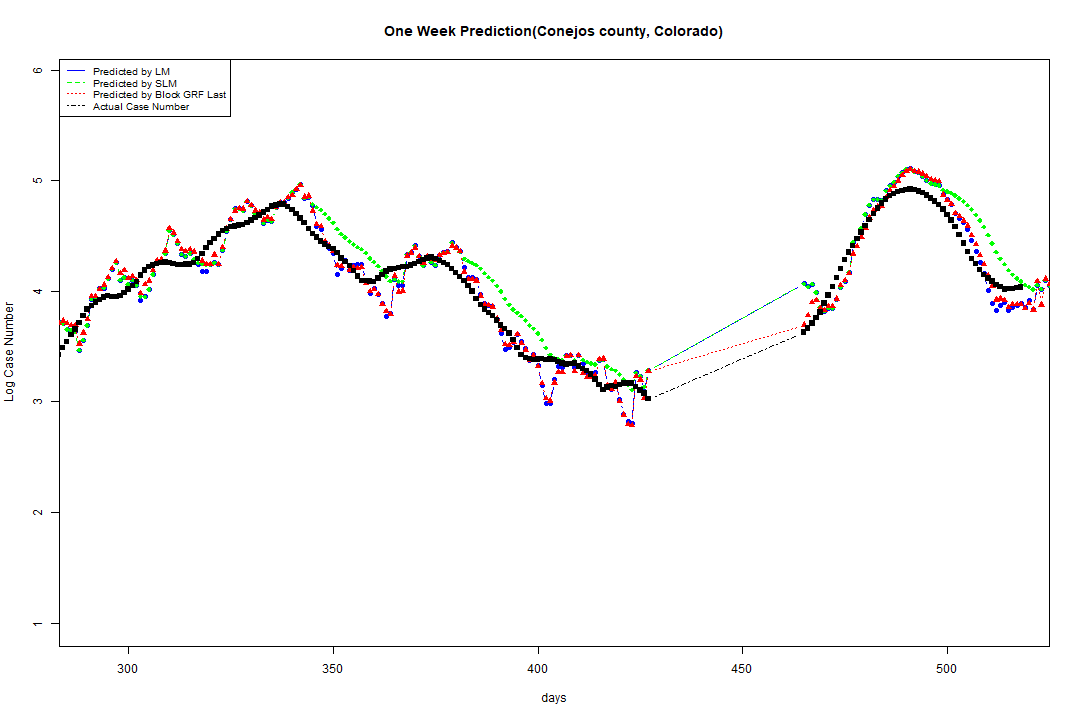 One Week Prediction(Conejos county, Colorado)
Predicted by LM
Predicted by SLM
Predicted by Block GRF Last
Actual Case Number
6
5
4
3
2
1
Log Case Number
300
350
400
450
500
days